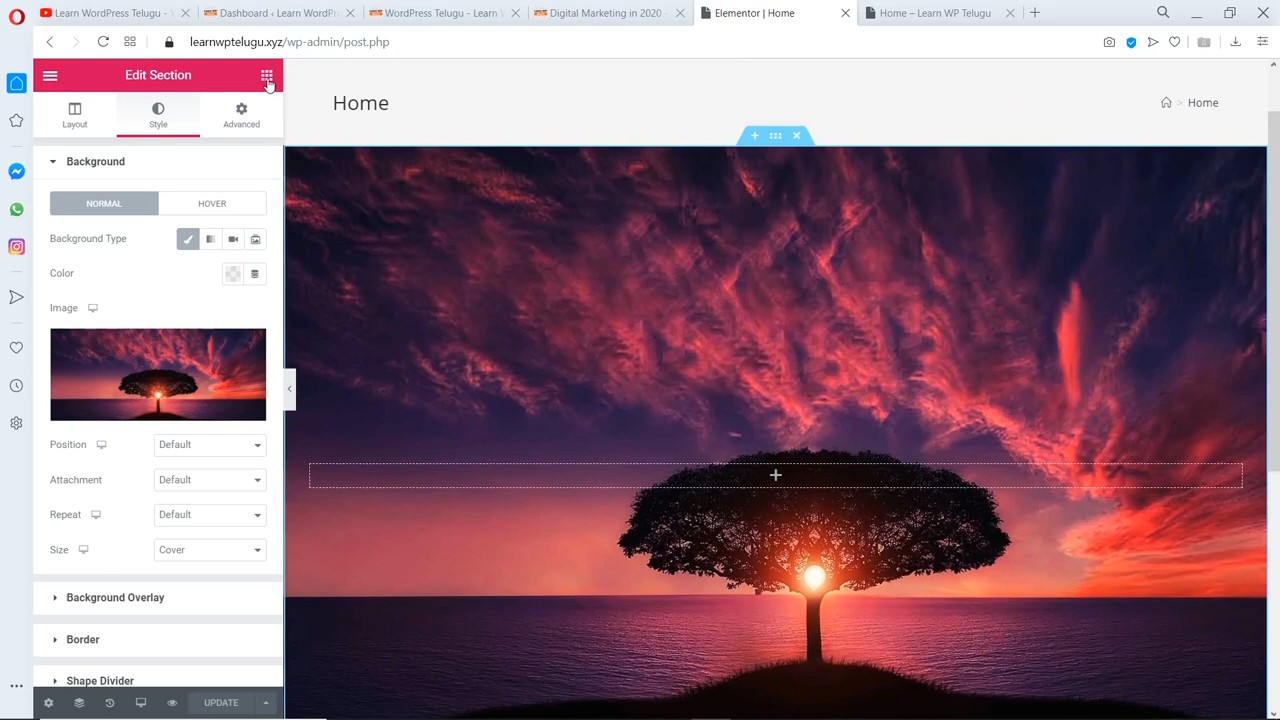 Learn WordPress Telugu - Y
Dashboard ‹ Learn WordPr
WordPress Telugu - Learn W
Digital Marketing in 2020 -
Elementor | Home
Home – Learn WP Telugu
learnwptelugu.xyz/wp-admin/post.php
Edit Section
Layout
Style
Advanced
Background
NORMAL
HOVER
Background Type
Color
Image
Position
Default
Attachment
Default
Repeat
Default
Size
Cover
Background Overlay
Border
Shape Divider
UPDATE
Home
> Home